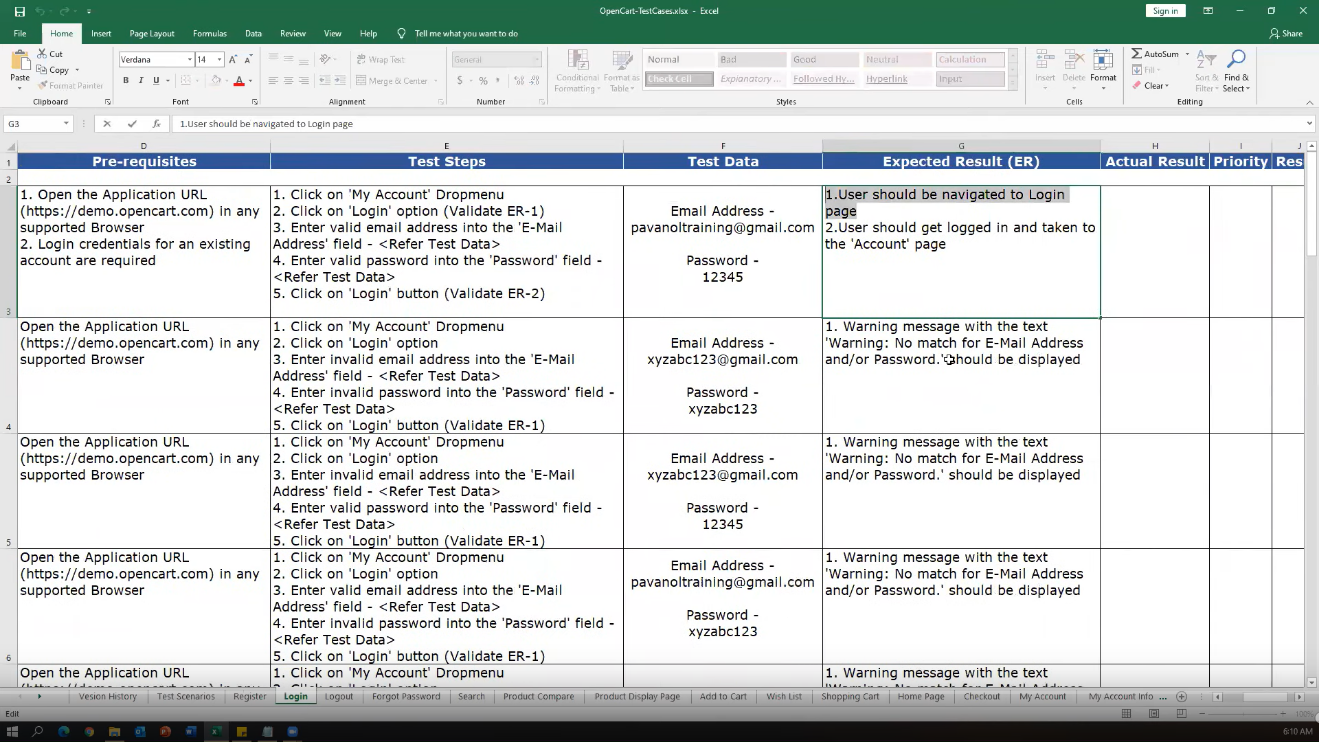 OpenCart-TestCases.xlsx - Excel
Sign in
File Home Insert Page Layout Formulas Data Review View Help Tell me what you want to do
Share
Paste
Cut
Copy
Format Painter
Clipboard
Verdana 14
B I U
Font
Wrap Text
Merge & Center
Alignment
General
$ % ,
Number
Conditional Formatting
Format as Table
Normal Bad Good Neutral Calculation
Check Cell Explanatory ... Followed Hy... Hyperlink Input
Styles
Insert Delete Format
Cells
AutoSum
Fill
Clear
Sort & Filter
Find & Select
Editing
G3
fx
1.User should be navigated to Login page
D E F G H I J
1 Pre-requisites Test Steps Test Data Expected Result (ER) Actual Result Priority Res
2
3
1. Open the Application URL
(https://demo.opencart.com) in any
supported Browser
2. Login credentials for an existing
account are required
1. Click on 'My Account' Dropmenu
2. Click on 'Login' option (Validate ER-1)
3. Enter valid email address into the 'E-Mail
Address' field - <Refer Test Data>
4. Enter valid password into the 'Password' field -
<Refer Test Data>
5. Click on 'Login' button (Validate ER-2)
Email Address -
pavanoltraining@gmail.com
Password -
12345
1.User should be navigated to Login
page
2.User should get logged in and taken to
the 'Account' page
4
Open the Application URL
(https://demo.opencart.com) in any
supported Browser
1. Click on 'My Account' Dropmenu
2. Click on 'Login' option
3. Enter invalid email address into the 'E-Mail
Address' field - <Refer Test Data>
4. Enter invalid password into the 'Password' field -
<Refer Test Data>
5. Click on 'Login' button (Validate ER-1)
Email Address -
xyzabc123@gmail.com
Password -
xyzabc123
1. Warning message with the text
'Warning: No match for E-Mail Address
and/or Password.' should be displayed
5
Open the Application URL
(https://demo.opencart.com) in any
supported Browser
1. Click on 'My Account' Dropmenu
2. Click on 'Login' option
3. Enter invalid email address into the 'E-Mail
Address' field - <Refer Test Data>
4. Enter valid password into the 'Password' field -
<Refer Test Data>
5. Click on 'Login' button (Validate ER-1)
Email Address -
xyzabc123@gmail.com
Password -
12345
1. Warning message with the text
'Warning: No match for E-Mail Address
and/or Password.' should be displayed
6
Open the Application URL
(https://demo.opencart.com) in any
supported Browser
1. Click on 'My Account' Dropmenu
2. Click on 'Login' option
3. Enter valid email address into the 'E-Mail
Address' field - <Refer Test Data>
4. Enter invalid password into the 'Password' field -
<Refer Test Data>
5. Click on 'Login' button (Validate ER-1)
Email Address -
pavanoltraining@gmail.com
Password -
xyzabc123
1. Warning message with the text
'Warning: No match for E-Mail Address
and/or Password.' should be displayed
Open the Application URL
1. Click on 'My Account' Dropmenu
1. Warning message with the text
Vesion History Test Scenarios Register Login Logout Forgot Password Search Product Compare Product Display Page Add to Cart Wish List Shopping Cart Home Page Checkout My Account My Account Info ...
Edit
100%
6:10 AM